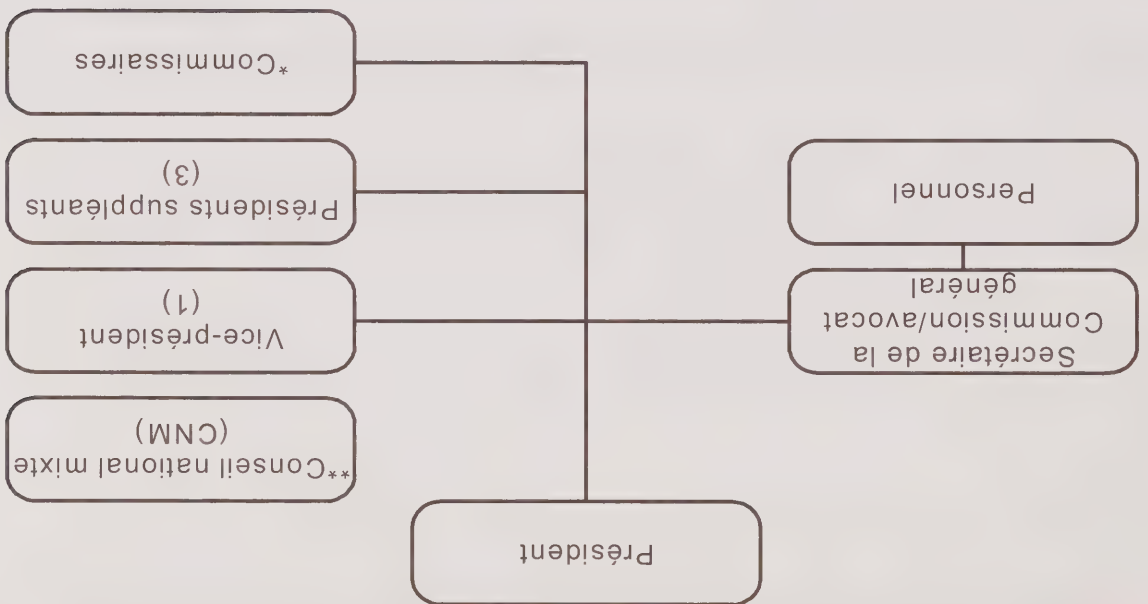 Président
**Conseil national mixte
(CNM)
Vice-président
(1)
Présidents suppléants
(3)
*Commissaires
Secrétaire de la
Commission/avocat
général
Personnel